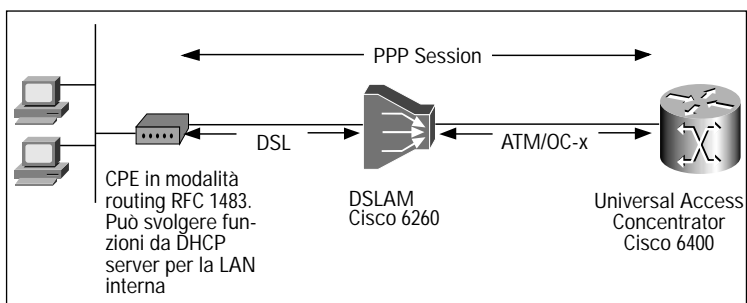 PPP Session
DSL
ATM/OC-x
CPE in modalità
routing RFC 1483.
Può svolgere fun-
zioni da DHCP
server per la LAN
interna
DSLAM
Cisco 6260
Universal Access
Concentrator
Cisco 6400